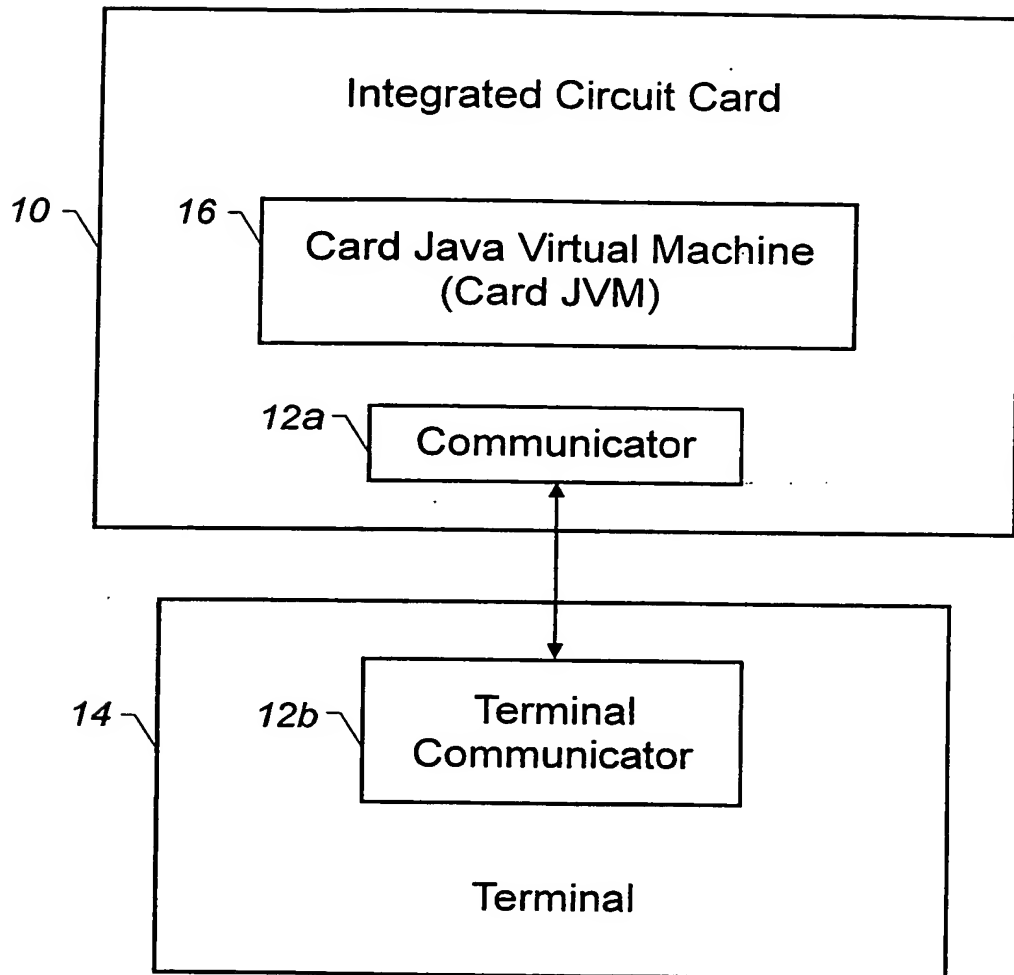 Integrated Circuit Card
10
16
Card Java Virtual Machine
(Card JVM)
12a
Communicator
14
12b
Terminal
Communicator
Terminal